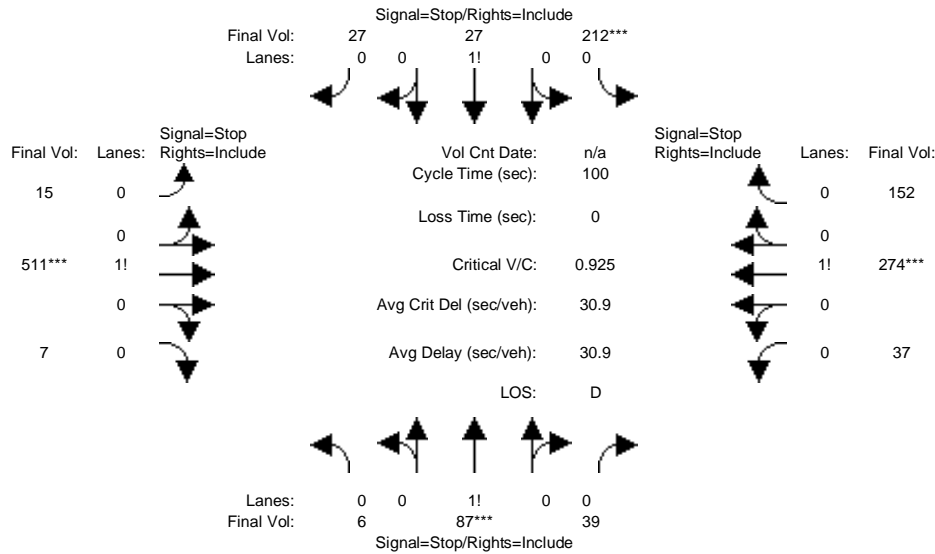 Signal=Stop/Rights=Include
Final Vol: 27 27 212***
Lanes: 0 0 1! 0 0
Signal=Stop
Final Vol: Lanes: Rights=Include
Vol Cnt Date: n/a
Signal=Stop
Rights=Include Lanes: Final Vol:
Cycle Time (sec): 100
15 0
0 152
Loss Time (sec): 0
0
0
511*** 1!
Critical V/C: 0.925
1! 274***
0
Avg Crit Del (sec/veh): 30.9
0
7 0
Avg Delay (sec/veh): 30.9
0 37
LOS: D
Lanes: 0 0 1! 0 0
Final Vol: 6 87*** 39
Signal=Stop/Rights=Include